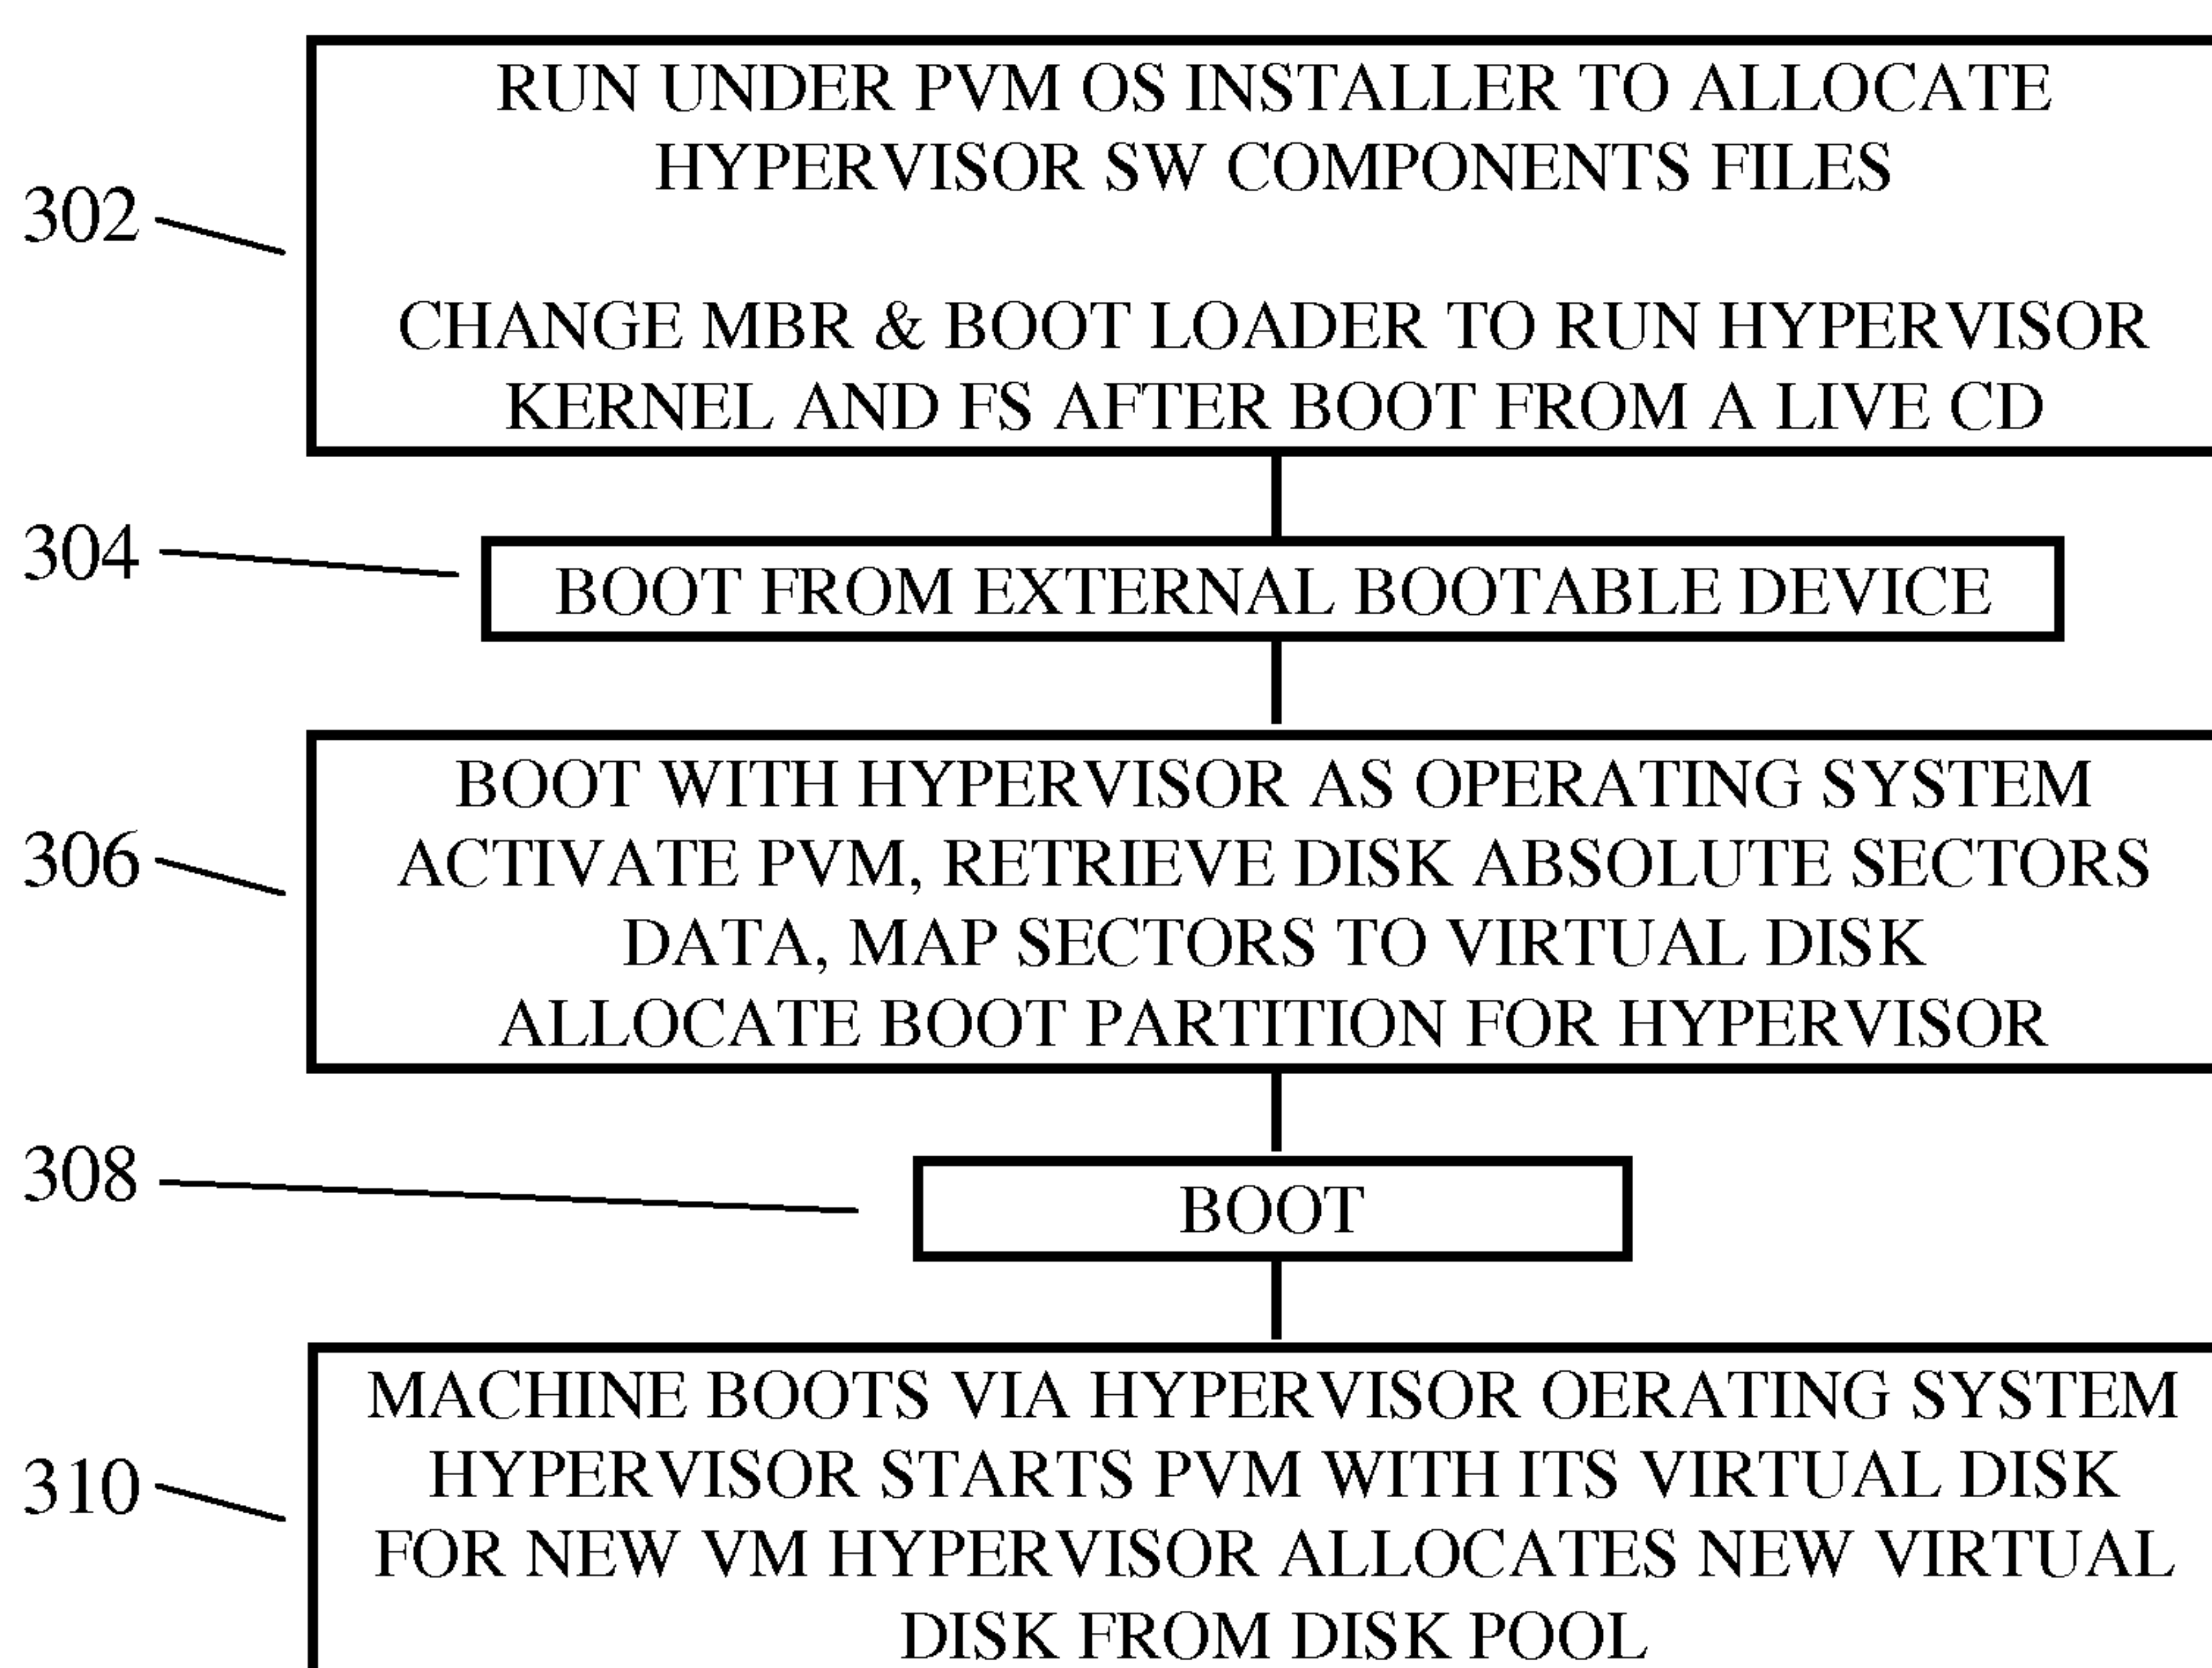 RUN UNDER PVM OS INSTALLER TO ALLOCATE
HYPERVISOR SW COMPONENTS FILES
302
CHANGE MBR & BOOT LOADER TO RUN HYPERVISOR
KERNEL AND FS AFTER BOOT FROM A LIVE CD
304
BOOT FROM EXTERNAL BOOTABLE DEVICE
BOOT WITH HYPERVISOR AS OPERATING SYSTEM
306
ACTIVATE PVM, RETRIEVE DISK ABSOLUTE SECTORS
DATA, MAP SECTORS TO VIRTUAL DISK
ALLOCATE BOOT PARTITION FOR HYPERVISOR
308
BOOT
MACHINE BOOTS VIA HYPERVISOR OERATING SYSTEM
HYPERVISOR STARTS PVM WITH ITS VIRTUAL DISK
310
FOR NEW VM HYPERVISOR ALLOCATES NEW VIRTUAL
DISK FROM DISK POOL